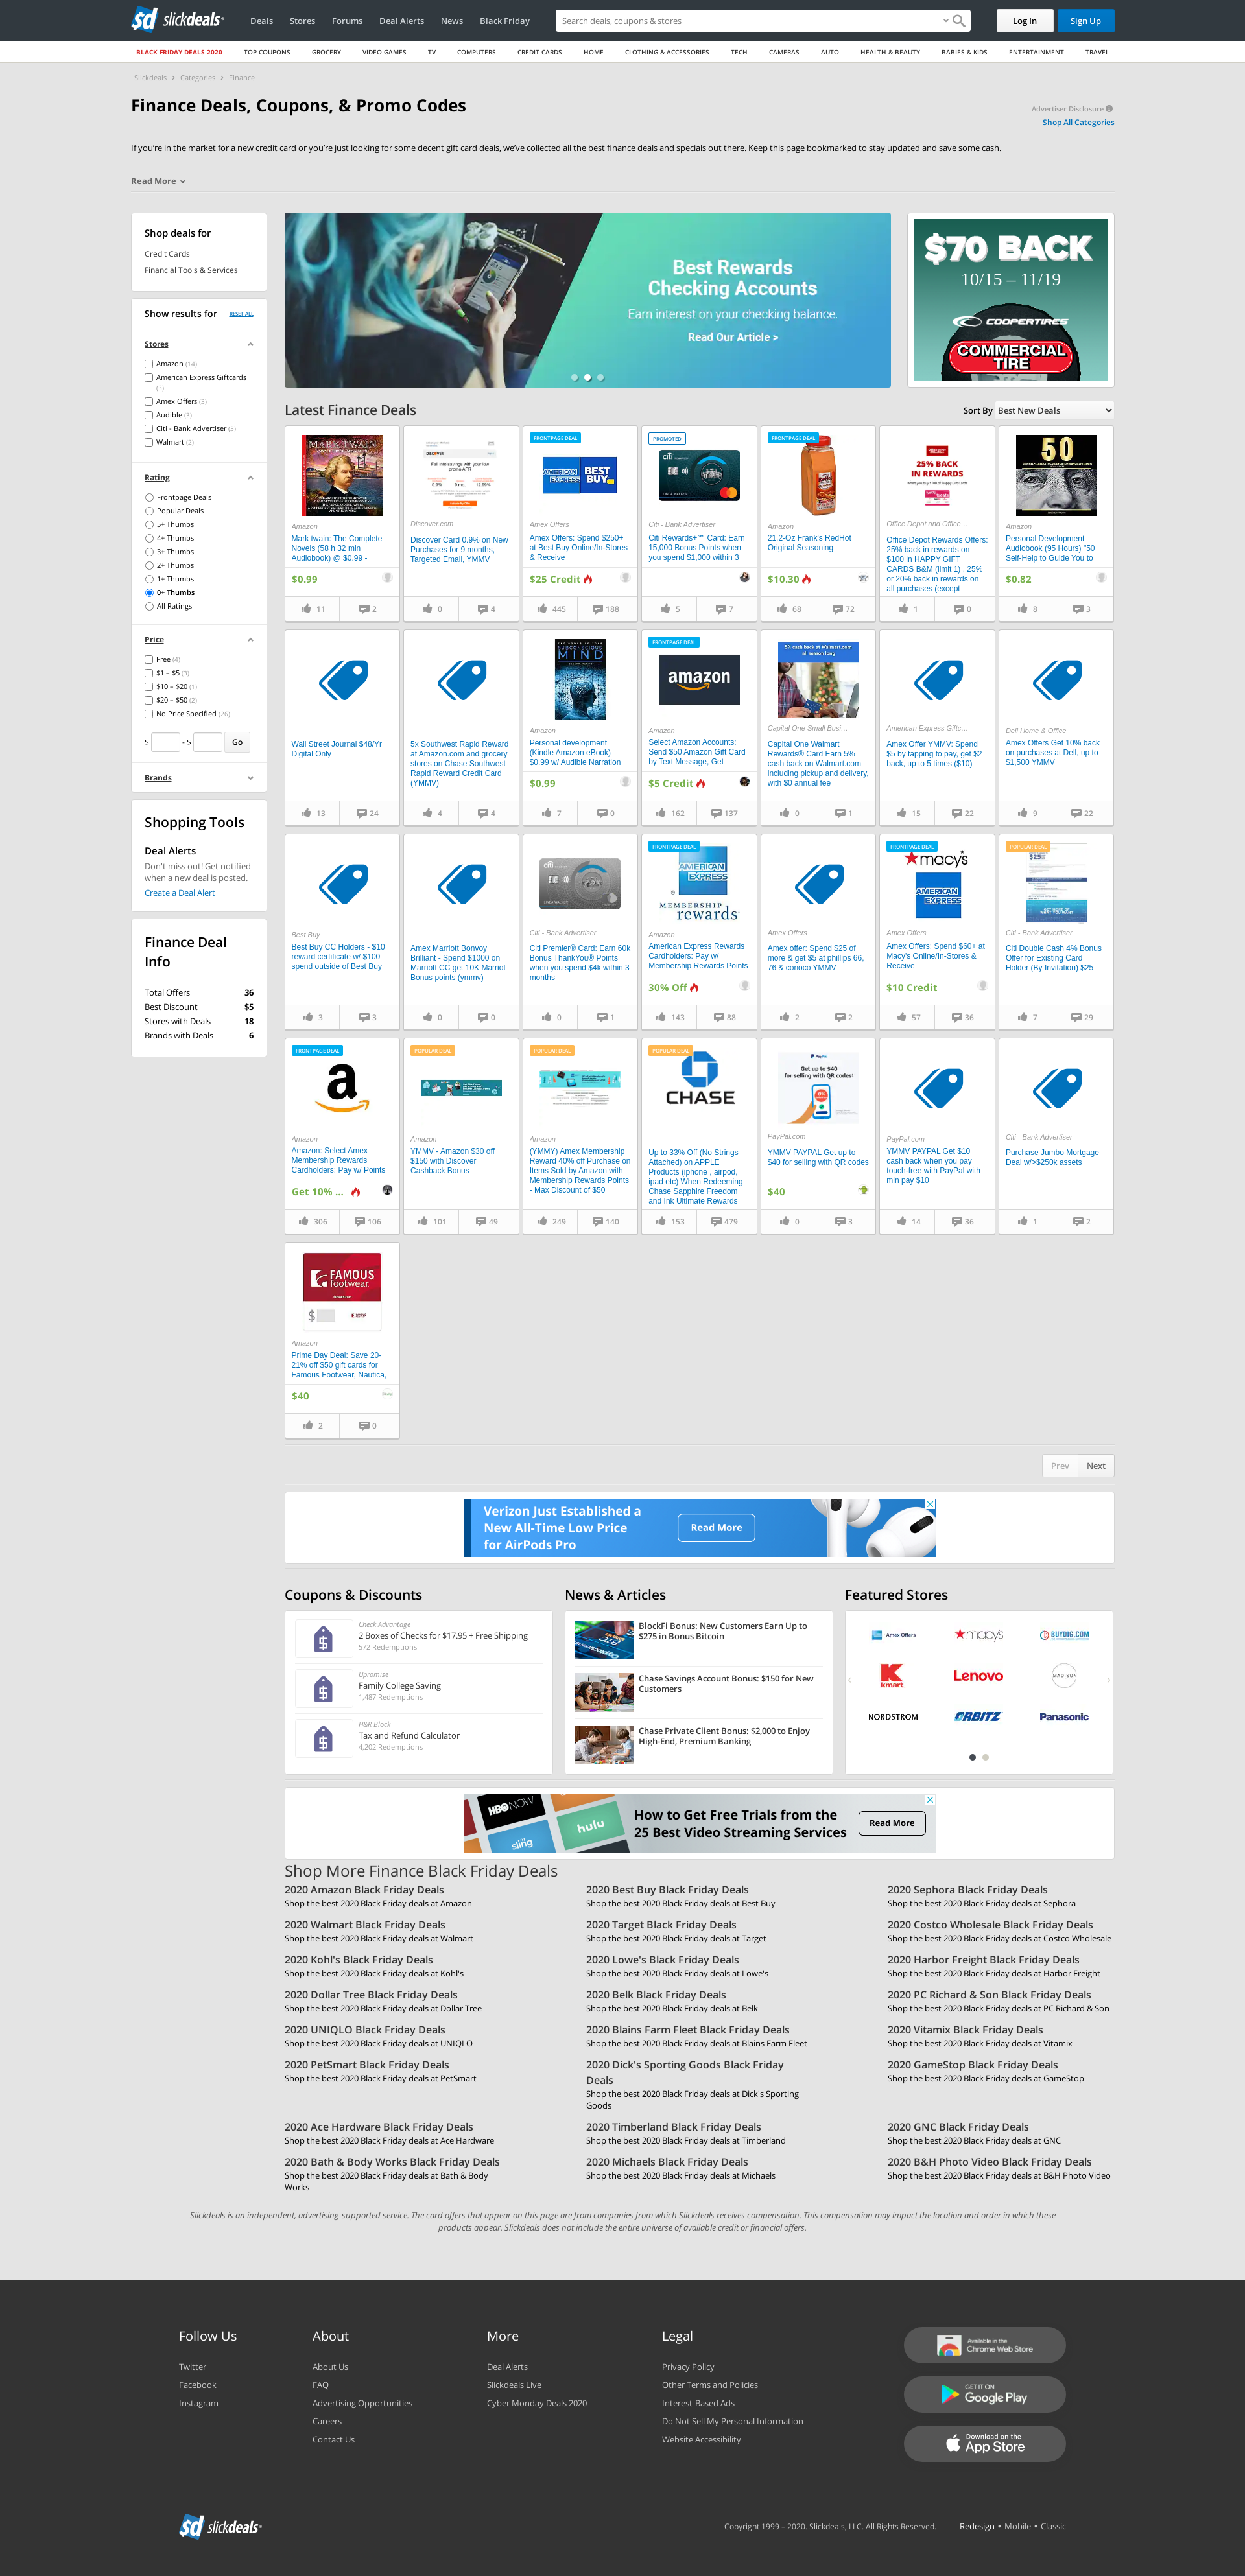 slickdeals
Deals
Stores
Forums
Deal Alerts
News
Black Friday
Search deals, coupons & stores
Log In
Sign Up
BLACK FRIDAY DEALS 2020
TOP COUPONS
GROCERY
VIDEO GAMES
TV
COMPUTERS
CREDIT CARDS
HOME
CLOTHING & ACCESSORIES
TECH
CAMERAS
AUTO
HEALTH & BEAUTY
BABIES & KIDS
ENTERTAINMENT
TRAVEL
Slickdeals > Categories > Finance
Finance Deals, Coupons, & Promo Codes
Advertiser Disclosure
Shop All Categories
If you're in the market for a new credit card or you're just looking for some decent gift card deals, we've collected all the best finance deals and specials out there. Keep this page bookmarked to stay updated and save some cash.
Read More
Shop deals for
Credit Cards
Financial Tools & Services
Show results for
RESET ALL
Stores
Amazon (14)
American Express Giftcards
(3)
Amex Offers (3)
Audible (3)
Citi - Bank Advertiser (3)
Walmart (2)
Rating
Frontpage Deals
Popular Deals
5+ Thumbs
4+ Thumbs
3+ Thumbs
2+ Thumbs
1+ Thumbs
0+ Thumbs
All Ratings
Price
Free (4)
$1 – $5 (3)
$10 – $20 (1)
$20 – $50 (2)
No Price Specified (26)
$ - $ Go
Brands
Shopping Tools
Deal Alerts
Don't miss out! Get notified
when a new deal is posted.
Create a Deal Alert
Finance Deal
Info
Total Offers 36
Best Discount $5
Stores with Deals 18
Brands with Deals 6
Best Rewards
Checking Accounts
Earn interest on your checking balance.
Read Our Article >
$70 BACK
10/15 – 11/19
COOPERTIRES
COMMERCIAL
TIRE
Latest Finance Deals
Sort By Best New Deals
MARK TWAIN
Amazon
Mark twain: The Complete
Novels (58 h 32 min
Audiobook) @ $0.99 -
$0.99
11
2
DISCOVER
Discover.com
Discover Card 0.9% on New
Purchases for 9 months,
Targeted Email, YMMV
0
4
FRONTPAGE DEAL
AMERICAN EXPRESS
BEST BUY
Amex Offers
Amex Offers: Spend $250+
at Best Buy Online/In-Stores
& Receive
$25 Credit
445
188
PROMOTED
citi
Citi - Bank Advertiser
Citi Rewards+℠ Card: Earn
15,000 Bonus Points when
you spend $1,000 within 3
5
7
FRONTPAGE DEAL
Amazon
21.2-Oz Frank's RedHot
Original Seasoning
$10.30
68
72
25% BACK
IN REWARDS
Office Depot and Office...
Office Depot Rewards Offers:
25% back in rewards on
$100 in HAPPY GIFT
CARDS B&M (limit 1) , 25%
or 20% back in rewards on
all purchases (except
1
0
50
Amazon
Personal Development
Audiobook (95 Hours) "50
Self-Help to Guide You to
$0.82
8
3
Wall Street Journal $48/Yr
Digital Only
13
24
5x Southwest Rapid Reward
at Amazon.com and grocery
stores on Chase Southwest
Rapid Reward Credit Card
(YMMV)
4
4
SUBCONSCIOUS
MIND
Amazon
Personal development
(Kindle Amazon eBook)
$0.99 w/ Audible Narration
$0.99
7
0
FRONTPAGE DEAL
amazon
Amazon
Select Amazon Accounts:
Send $50 Amazon Gift Card
by Text Message, Get
$5 Credit
162
137
5% cash back at Walmart.com
all season long
Capital One Small Busi...
Capital One Walmart
Rewards® Card Earn 5%
cash back on Walmart.com
including pickup and delivery,
with $0 annual fee
0
1
American Express Giftc...
Amex Offer YMMV: Spend
$5 by tapping to pay, get $2
back, up to 5 times ($10)
15
22
Dell Home & Office
Amex Offers Get 10% back
on purchases at Dell, up to
$1,500 YMMV
9
22
Best Buy
Best Buy CC Holders - $10
reward certificate w/ $100
spend outside of Best Buy
3
3
Amex Marriott Bonvoy
Brilliant - Spend $1000 on
Marriott CC get 10K Marriot
Bonus points (ymmv)
0
0
citi
Citi - Bank Advertiser
Citi Premier® Card: Earn 60k
Bonus ThankYou® Points
when you spend $4k within 3
months
0
1
FRONTPAGE DEAL
AMERICAN EXPRESS
MEMBERSHIP
rewards
Amazon
American Express Rewards
Cardholders: Pay w/
Membership Rewards Points
30% Off
143
88
Amex Offers
Amex offer: Spend $25 of
more & get $5 at phillips 66,
76 & conoco YMMV
2
2
FRONTPAGE DEAL
macy's
AMERICAN EXPRESS
Amex Offers
Amex Offers: Spend $60+ at
Macy's Online/In-Stores &
Receive
$10 Credit
57
36
POPULAR DEAL
Citi - Bank Advertiser
Citi Double Cash 4% Bonus
Offer for Existing Card
Holder (By Invitation) $25
7
29
FRONTPAGE DEAL
a
Amazon
Amazon: Select Amex
Membership Rewards
Cardholders: Pay w/ Points
Get 10% ...
306
106
POPULAR DEAL
Amazon
YMMV - Amazon $30 off
$150 with Discover
Cashback Bonus
101
49
POPULAR DEAL
Amazon
(YMMY) Amex Membership
Reward 40% off Purchase on
Items Sold by Amazon with
Membership Rewards Points
- Max Discount of $50
249
140
POPULAR DEAL
CHASE
Up to 33% Off (No Strings
Attached) on APPLE
Products (iphone , airpod,
ipad etc) When Redeeming
Chase Sapphire Freedom
and Ink Ultimate Rewards
153
479
PayPal
Get up to $40
for selling with QR codes
PayPal.com
YMMV PAYPAL Get up to
$40 for selling with QR codes
$40
0
3
PayPal.com
YMMV PAYPAL Get $10
cash back when you pay
touch-free with PayPal with
min pay $10
14
36
Citi - Bank Advertiser
Purchase Jumbo Mortgage
Deal w/>$250k assets
1
2
FAMOUS
footwear
$
Amazon
Prime Day Deal: Save 20-
21% off $50 gift cards for
Famous Footwear, Nautica,
$40
2
0
Prev
Next
Verizon Just Established a
New All-Time Low Price
for AirPods Pro
Read More
Coupons & Discounts
Check Advantage
2 Boxes of Checks for $17.95 + Free Shipping
572 Redemptions
Upromise
Family College Saving
1,487 Redemptions
H&R Block
Tax and Refund Calculator
4,202 Redemptions
News & Articles
BlockFi Bonus: New Customers Earn Up to
$275 in Bonus Bitcoin
Chase Savings Account Bonus: $150 for New
Customers
Chase Private Client Bonus: $2,000 to Enjoy
High-End, Premium Banking
Featured Stores
Amex Offers
macy's
BUYDIG.COM
kmart
Lenovo
MADISON
NORDSTROM
ORBITZ
Panasonic
HBO NOW
hulu
sling
How to Get Free Trials from the
25 Best Video Streaming Services
Read More
Shop More Finance Black Friday Deals
2020 Amazon Black Friday Deals
Shop the best 2020 Black Friday deals at Amazon
2020 Best Buy Black Friday Deals
Shop the best 2020 Black Friday deals at Best Buy
2020 Sephora Black Friday Deals
Shop the best 2020 Black Friday deals at Sephora
2020 Walmart Black Friday Deals
Shop the best 2020 Black Friday deals at Walmart
2020 Target Black Friday Deals
Shop the best 2020 Black Friday deals at Target
2020 Costco Wholesale Black Friday Deals
Shop the best 2020 Black Friday deals at Costco Wholesale
2020 Kohl's Black Friday Deals
Shop the best 2020 Black Friday deals at Kohl's
2020 Lowe's Black Friday Deals
Shop the best 2020 Black Friday deals at Lowe's
2020 Harbor Freight Black Friday Deals
Shop the best 2020 Black Friday deals at Harbor Freight
2020 Dollar Tree Black Friday Deals
Shop the best 2020 Black Friday deals at Dollar Tree
2020 Belk Black Friday Deals
Shop the best 2020 Black Friday deals at Belk
2020 PC Richard & Son Black Friday Deals
Shop the best 2020 Black Friday deals at PC Richard & Son
2020 UNIQLO Black Friday Deals
Shop the best 2020 Black Friday deals at UNIQLO
2020 Blains Farm Fleet Black Friday Deals
Shop the best 2020 Black Friday deals at Blains Farm Fleet
2020 Vitamix Black Friday Deals
Shop the best 2020 Black Friday deals at Vitamix
2020 PetSmart Black Friday Deals
Shop the best 2020 Black Friday deals at PetSmart
2020 Dick's Sporting Goods Black Friday
Deals
Shop the best 2020 Black Friday deals at Dick's Sporting
Goods
2020 GameStop Black Friday Deals
Shop the best 2020 Black Friday deals at GameStop
2020 Ace Hardware Black Friday Deals
Shop the best 2020 Black Friday deals at Ace Hardware
2020 Timberland Black Friday Deals
Shop the best 2020 Black Friday deals at Timberland
2020 GNC Black Friday Deals
Shop the best 2020 Black Friday deals at GNC
2020 Bath & Body Works Black Friday Deals
Shop the best 2020 Black Friday deals at Bath & Body
Works
2020 Michaels Black Friday Deals
Shop the best 2020 Black Friday deals at Michaels
2020 B&H Photo Video Black Friday Deals
Shop the best 2020 Black Friday deals at B&H Photo Video
Slickdeals is an independent, advertising-supported service. The card offers that appear on this page are from companies from which Slickdeals receives compensation. This compensation may impact the location and order in which these
products appear. Slickdeals does not include the entire universe of available credit or financial offers.
Follow Us
Twitter
Facebook
Instagram
About
About Us
FAQ
Advertising Opportunities
Careers
Contact Us
More
Deal Alerts
Slickdeals Live
Cyber Monday Deals 2020
Legal
Privacy Policy
Other Terms and Policies
Interest-Based Ads
Do Not Sell My Personal Information
Website Accessibility
Available in the
Chrome Web Store
GET IT ON
Google Play
Download on the
App Store
slickdeals
Copyright 1999 – 2020. Slickdeals, LLC. All Rights Reserved.
Redesign • Mobile • Classic